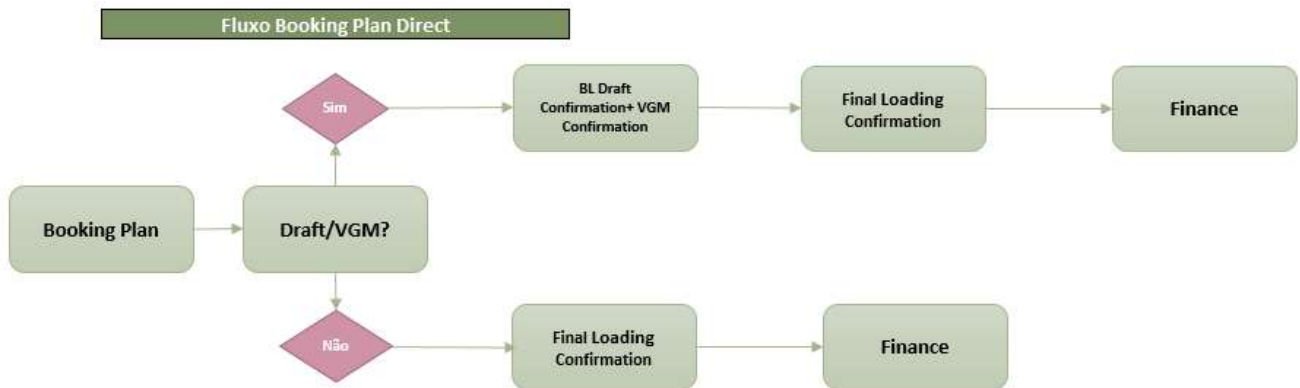 Fluxo Booking Plan Direct
Sim
BL Draft
Confirmation+ VGM
Confirmation
Final Loading
Confirmation
Finance
Booking Plan
Draft/VGM?
Não
Final Loading
Confirmation
Finance